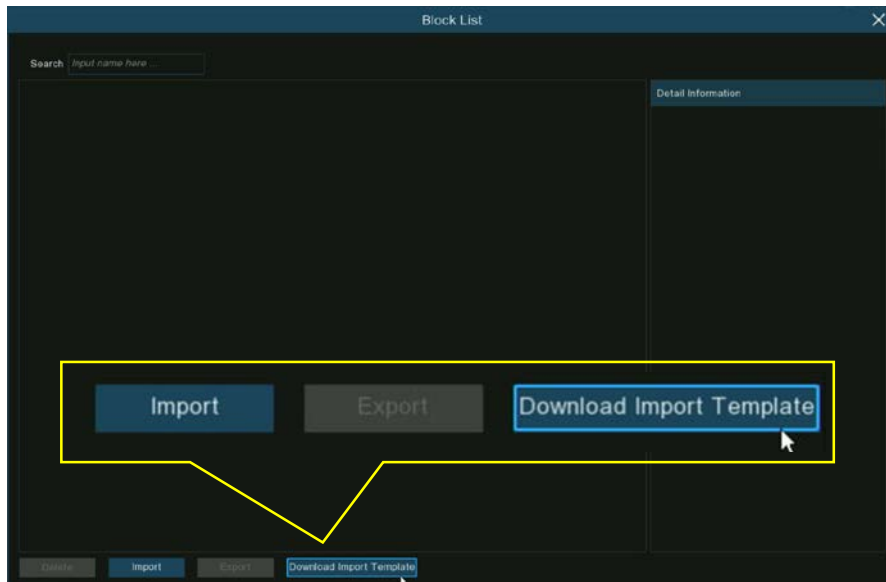 Block List
Search Input name here ...
Detail Information
Import Export Download Import Template
Delete Import Export Download Import Template